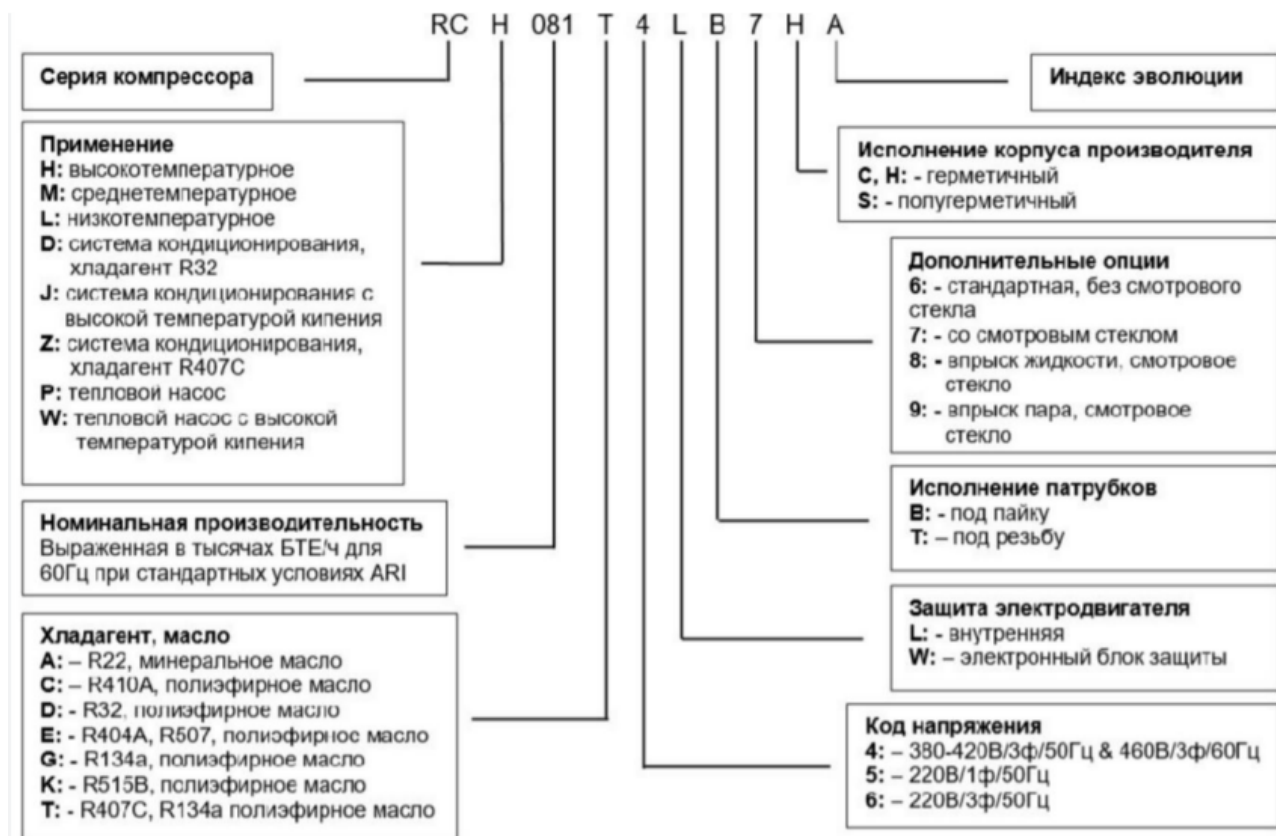 RC H 081 T 4 L B 7 H A
Серия компрессора
Применение
H: высокотемпературное
M: среднетемпературное
L: низкотемпературное
D: система кондиционирования,
хладагент R32
J: система кондиционирования с
высокой температурой кипения
Z: система кондиционирования,
хладагент R407C
P: тепловой насос
W: тепловой насос с высокой
температурой кипения
Номинальная производительность
Выраженная в тысячах БТЕ/ч для
60Гц при стандартных условиях ARI
Хладагент, масло
A: – R22, минеральное масло
C: – R410A, полиэфирное масло
D: - R32, полиэфирное масло
E: - R404A, R507, полиэфирное масло
G: - R134a, полиэфирное масло
K: - R515B, полиэфирное масло
T: - R407C, R134a полиэфирное масло
Индекс эволюции
Исполнение корпуса производителя
C, H: - герметичный
S: - полугерметичный
Дополнительные опции
6: - стандартная, без смотрового
стекла
7: - со смотровым стеклом
8: - впрыск жидкости, смотровое
стекло
9: - впрыск пара, смотровое
стекло
Исполнение патрубков
B: - под пайку
T: – под резьбу
Защита электродвигателя
L: - внутренняя
W: – электронный блок защиты
Код напряжения
4: – 380-420В/3ф/50Гц & 460В/3ф/60Гц
5: – 220В/1ф/50Гц
6: – 220В/3ф/50Гц